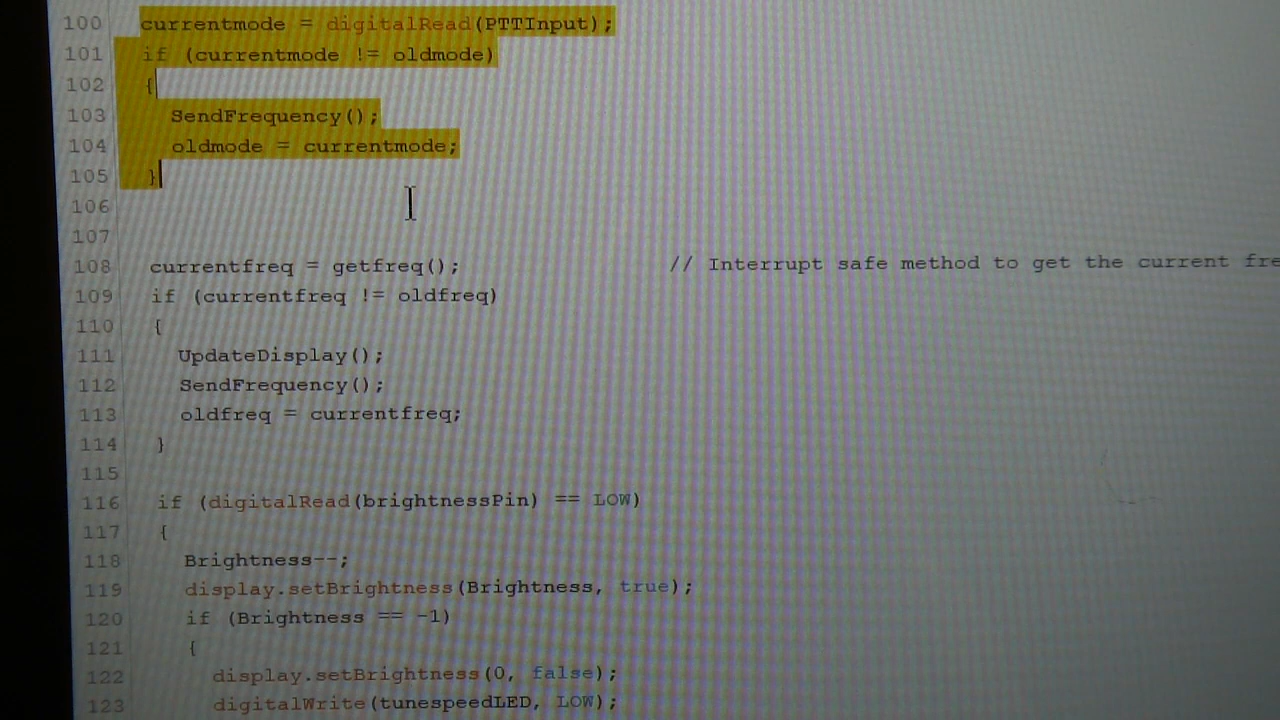 100 currentmode = digitalRead(PTTInput);
101 if (currentmode != oldmode)
102 {
103 SendFrequency();
104 oldmode = currentmode;
105 }
106
107
108 currentfreq = getfreq(); // Interrupt safe method to get the current fre
109 if (currentfreq != oldfreq)
110 {
111 UpdateDisplay();
112 SendFrequency();
113 oldfreq = currentfreq;
114 }
115
116 if (digitalRead(brightnessPin) == LOW)
117 {
118 Brightness--;
119 display.setBrightness(Brightness, true);
120 if (Brightness == -1)
121 {
122 display.setBrightness(0, false);
123 digitalWrite(tunespeedLED, LOW);